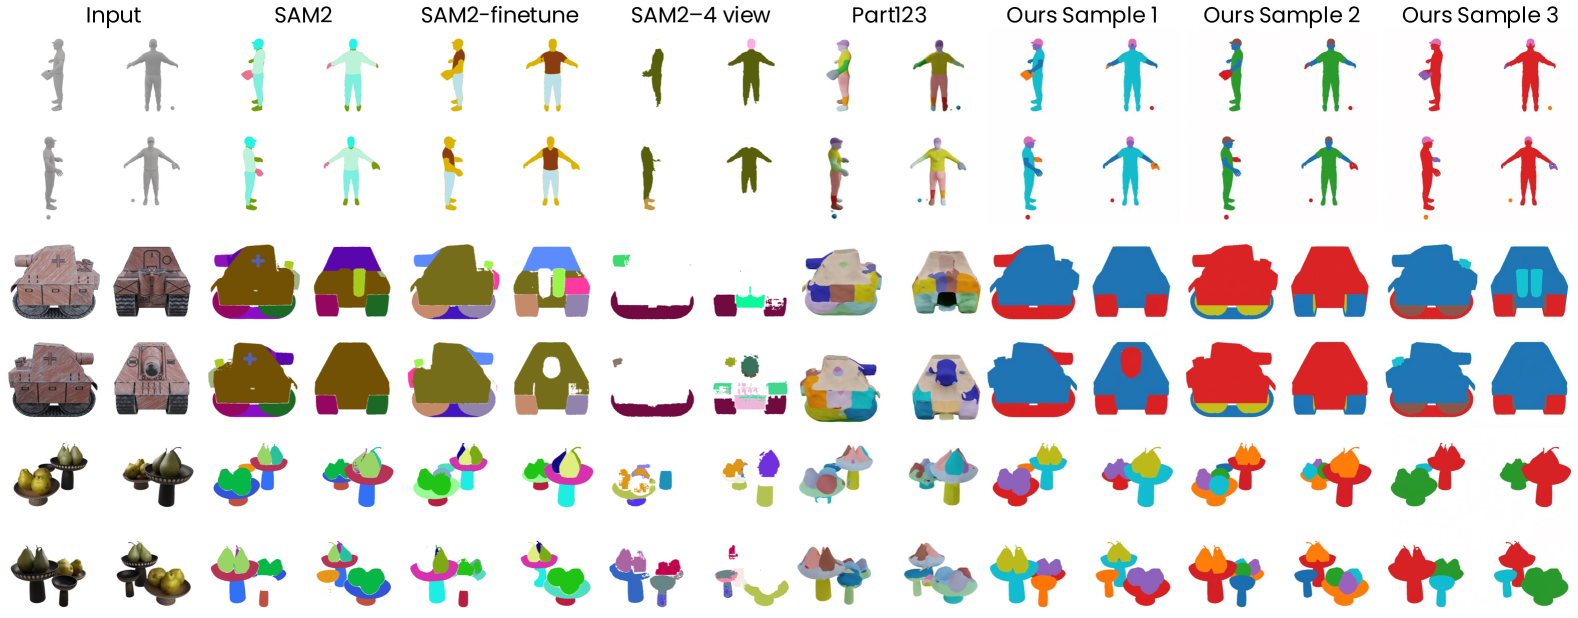 Input SAM2 SAM2-finetune SAM2–4 view Part123 Ours Sample 1 Ours Sample 2 Ours Sample 3